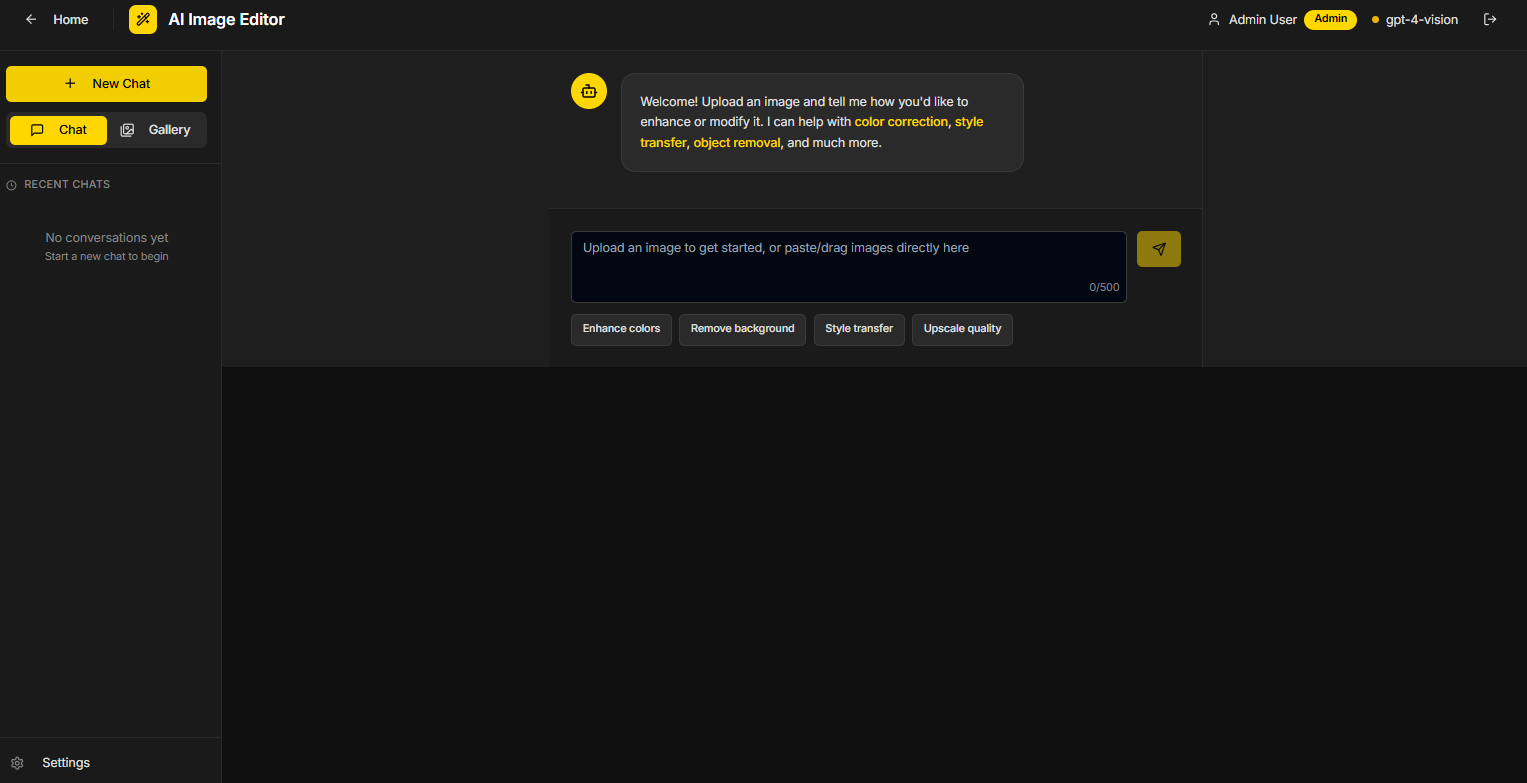 Home
AI Image Editor
Admin User
Admin
gpt-4-vision
New Chat
Chat
Gallery
RECENT CHATS
No conversations yet
Start a new chat to begin
Settings
Welcome! Upload an image and tell me how you'd like to
enhance or modify it. I can help with color correction, style
transfer, object removal, and much more.
Upload an image to get started, or paste/drag images directly here
0/500
Enhance colors
Remove background
Style transfer
Upscale quality